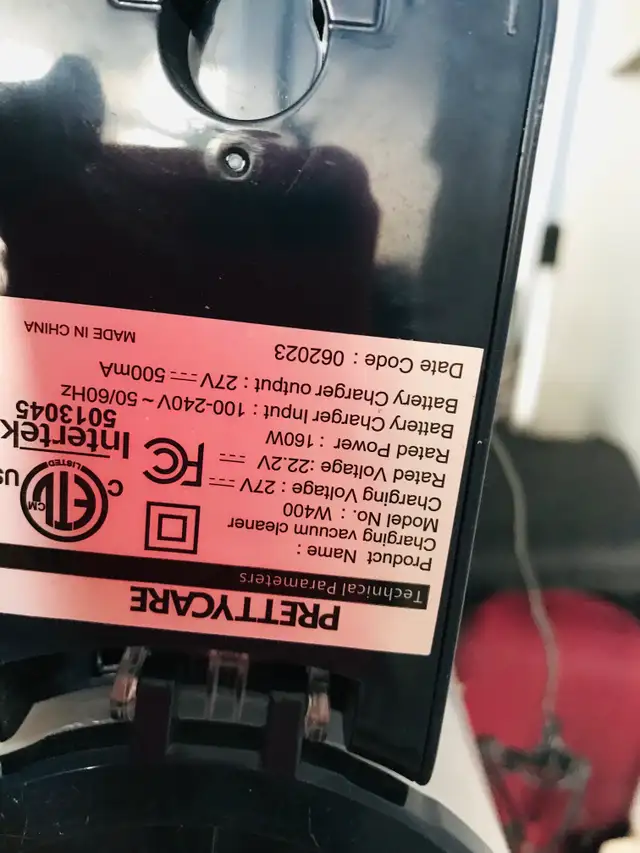 PRETTYCARE
Technical Parameters
Product Name :
Charging vacuum cleaner
Model No. : W400
Charging Voltage : 27V ⎓
Rated Voltage : 22.2V ⎓
Rated Power : 160W
Battery Charger Input : 100-240V ~ 50/60Hz
Battery Charger output : 27V ⎓ 500mA
Date Code : 062023
MADE IN CHINA
C ETL CM US
LISTED
FC
Intertek
5013045